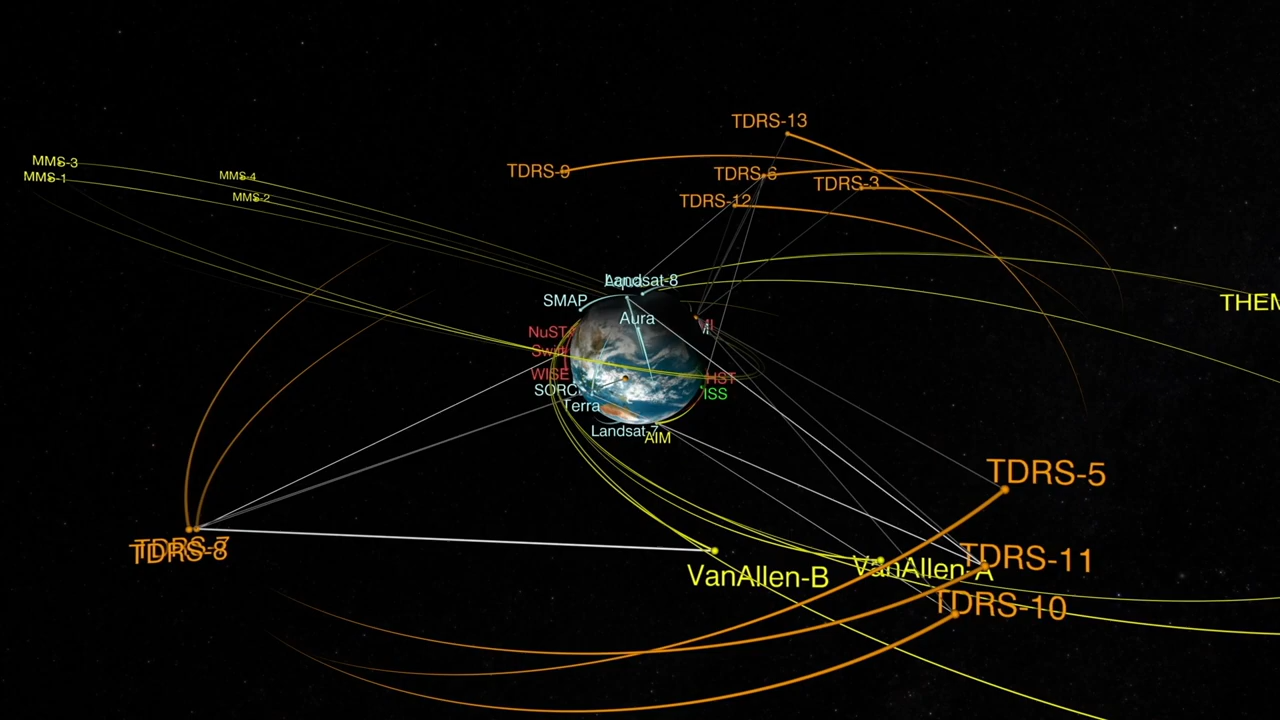 TDRS-13
MMS-3
MMS-1
MMS-4
MMS-2
TDRS-9
TDRS-6
TDRS-3
TDRS-12
Landsat-8
SMAP
Aura
THEM
NuST
Swift
WISE
HST
SORC
ISS
Terra
Landsat-7
AIM
TDRS-5
TDRS-7
TDRS-8
VanAllen-B
VanAllen-A
TDRS-11
TDRS-10